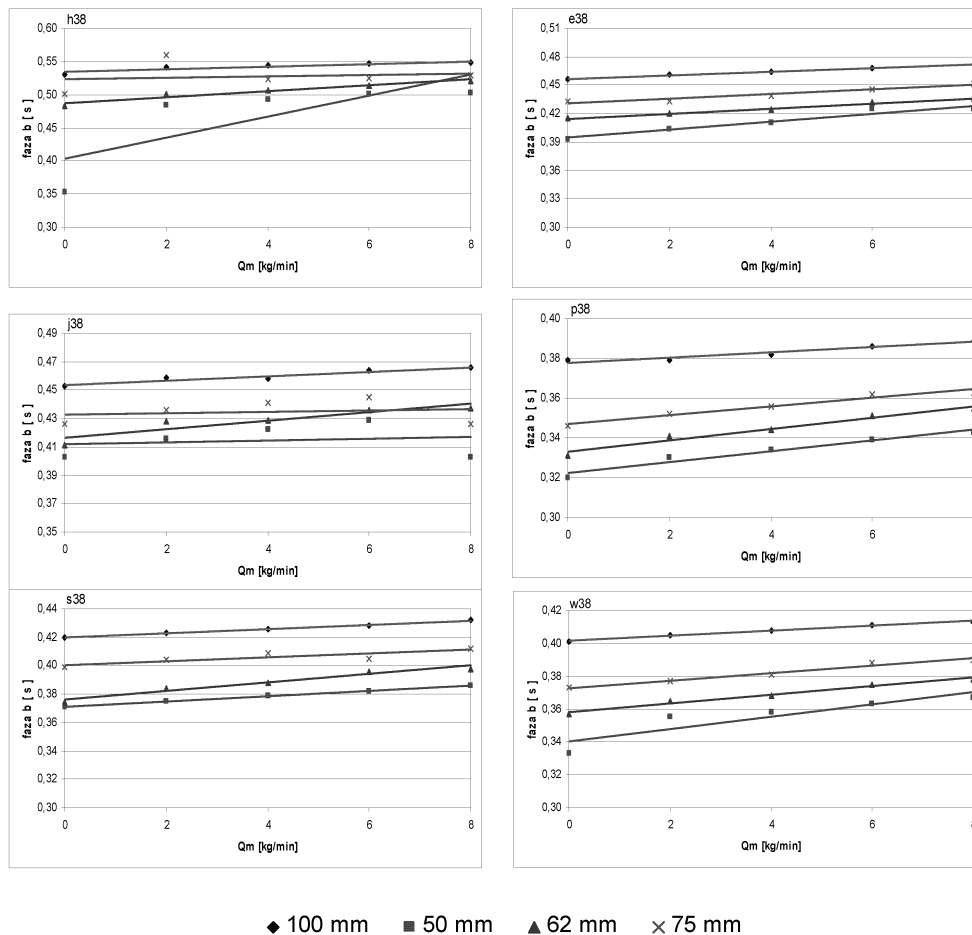 h38
faza b [ s ]
0,60
0,55
0,50
0,45
0,40
0,35
0,30
0 2 4 6 8
Qm [kg/min]
e38
faza b [ s ]
0,51
0,48
0,45
0,42
0,39
0,36
0,33
0,30
0 2 4 6
Qm [kg/min]
j38
faza b [ s ]
0,49
0,47
0,45
0,43
0,41
0,39
0,37
0,35
0 2 4 6 8
Qm [kg/min]
p38
faza b [ s ]
0,40
0,38
0,36
0,34
0,32
0,30
0 2 4 6
Qm [kg/min]
s38
faza b [ s ]
0,44
0,42
0,40
0,38
0,36
0,34
0,32
0,30
0 2 4 6 8
Qm [kg/min]
w38
faza b [ s ]
0,42
0,40
0,38
0,36
0,34
0,32
0,30
0 2 4 6
Qm [kg/min]
100 mm 50 mm 62 mm 75 mm